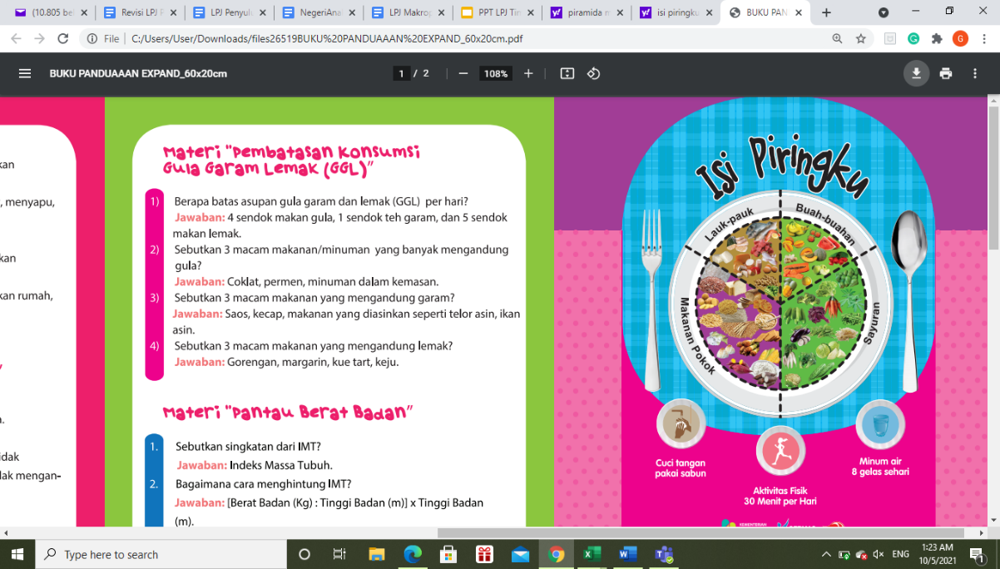 (10.805 bel
Revisi LPJ F
LPJ Penyulu
NegeriAnal
LPJ Makrop
PPT LPJ Tim
piramida m
isi piringku
BUKU PAN
File
C:/Users/User/Downloads/files26519BUKU%20PANDUAAAN%20EXPAND_60x20cm.pdf
G
BUKU PANDUAAAN EXPAND_60x20cm
1 / 2
108%
kan
, menyapu,
kan
kan rumah,
idak
lak mengan-
Materi "Pembatasan Konsumsi
Gula Garam Lemak (GGL)"
1) Berapa batas asupan gula garam dan lemak (GGL) per hari?
Jawaban: 4 sendok makan gula, 1 sendok teh garam, dan 5 sendok
makan lemak.
2) Sebutkan 3 macam makanan/minuman yang banyak mengandung
gula?
Jawaban: Coklat, permen, minuman dalam kemasan.
3) Sebutkan 3 macam makanan yang mengandung garam?
Jawaban: Saos, kecap, makanan yang diasinkan seperti telor asin, ikan
asin.
4) Sebutkan 3 macam makanan yang mengandung lemak?
Jawaban: Gorengan, margarin, kue tart, keju.
Materi "Pantau Berat Badan"
1. Sebutkan singkatan dari IMT?
Jawaban: Indeks Massa Tubuh.
2. Bagaimana cara menghintung IMT?
Jawaban: [Berat Badan (Kg) : Tinggi Badan (m)] x Tinggi Badan
(m).
Isi Piringku
Lauk-pauk
Buah-buahan
Makanan Pokok
Sayuran
Cuci tangan
pakai sabun
Aktivitas Fisik
30 Menit per Hari
Minum air
8 gelas sehari
KEMENTERIAN
Type here to search
ENG
1:23 AM
10/5/2021
1